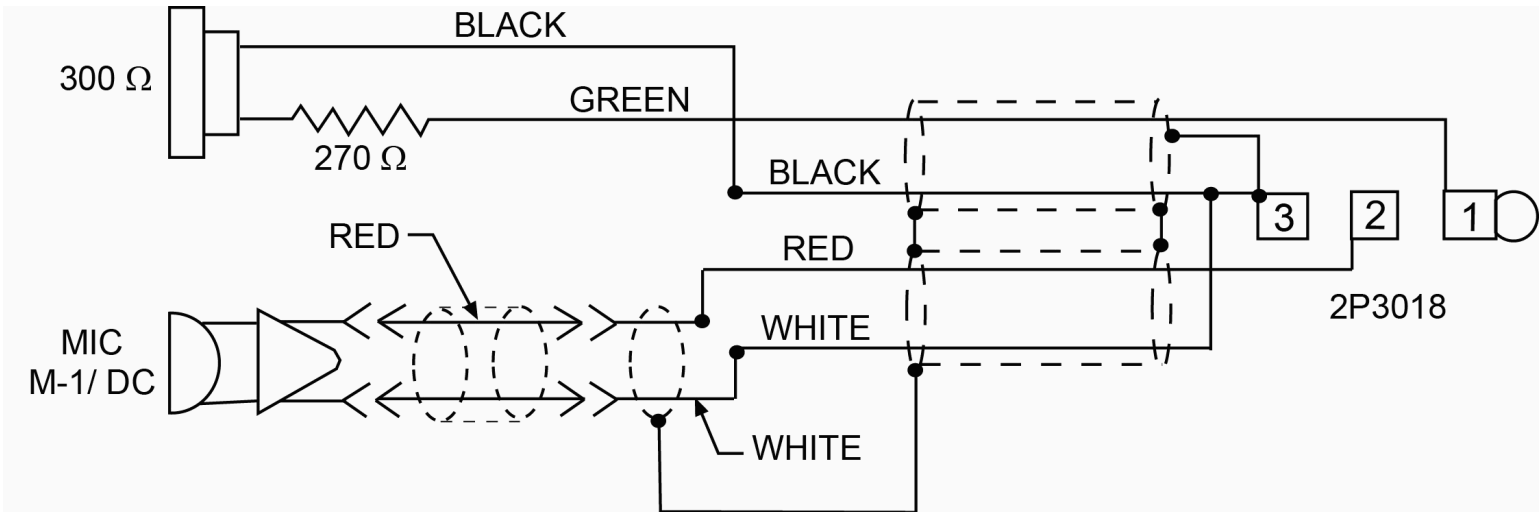 BLACK
300 Ω
GREEN
270 Ω
BLACK
3
2
1
RED
RED
2P3018
WHITE
MIC
M-1/ DC
WHITE